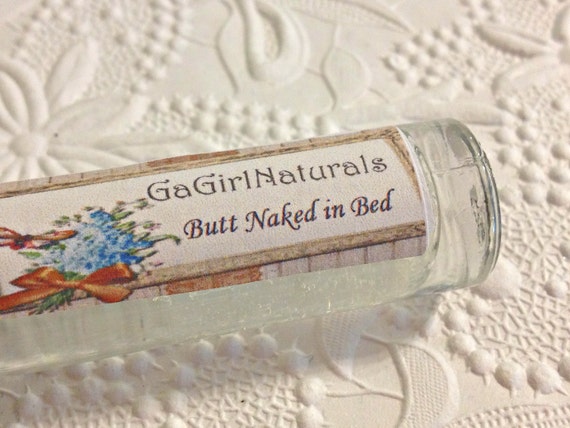 GaGirlNaturals
Butt Naked in Bed